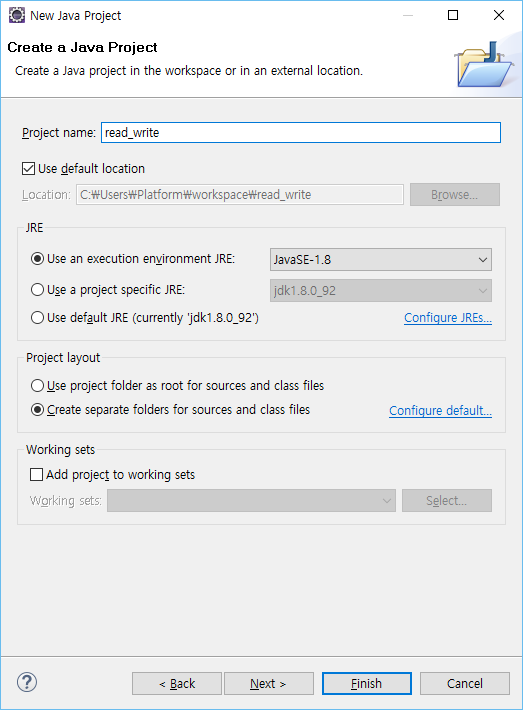 New Java Project
Create a Java Project
Create a Java project in the workspace or in an external location.
Project name: read_write
Use default location
Location: C:₩Users₩Platform₩workspace₩read_write Browse...
JRE
Use an execution environment JRE: JavaSE-1.8
Use a project specific JRE: jdk1.8.0_92
Use default JRE (currently 'jdk1.8.0_92') Configure JREs...
Project layout
Use project folder as root for sources and class files
Create separate folders for sources and class files Configure default...
Working sets
Add project to working sets
Working sets: Select...
? < Back Next > Finish Cancel